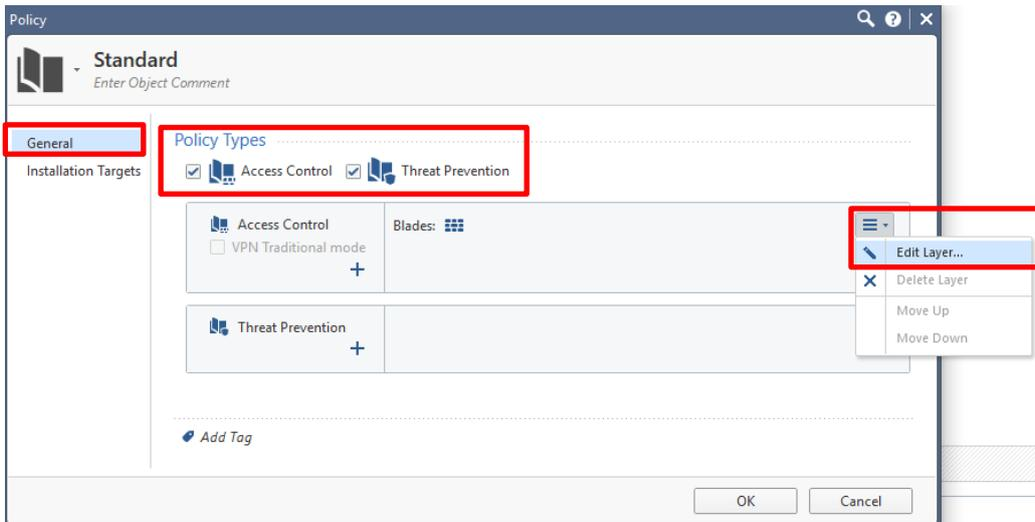 Policy
Standard
Enter Object Comment
General
Installation Targets
Policy Types
Access Control Threat Prevention
Access Control
VPN Traditional mode
Blades:
Edit Layer...
Delete Layer
Move Up
Move Down
Threat Prevention
Add Tag
OK Cancel